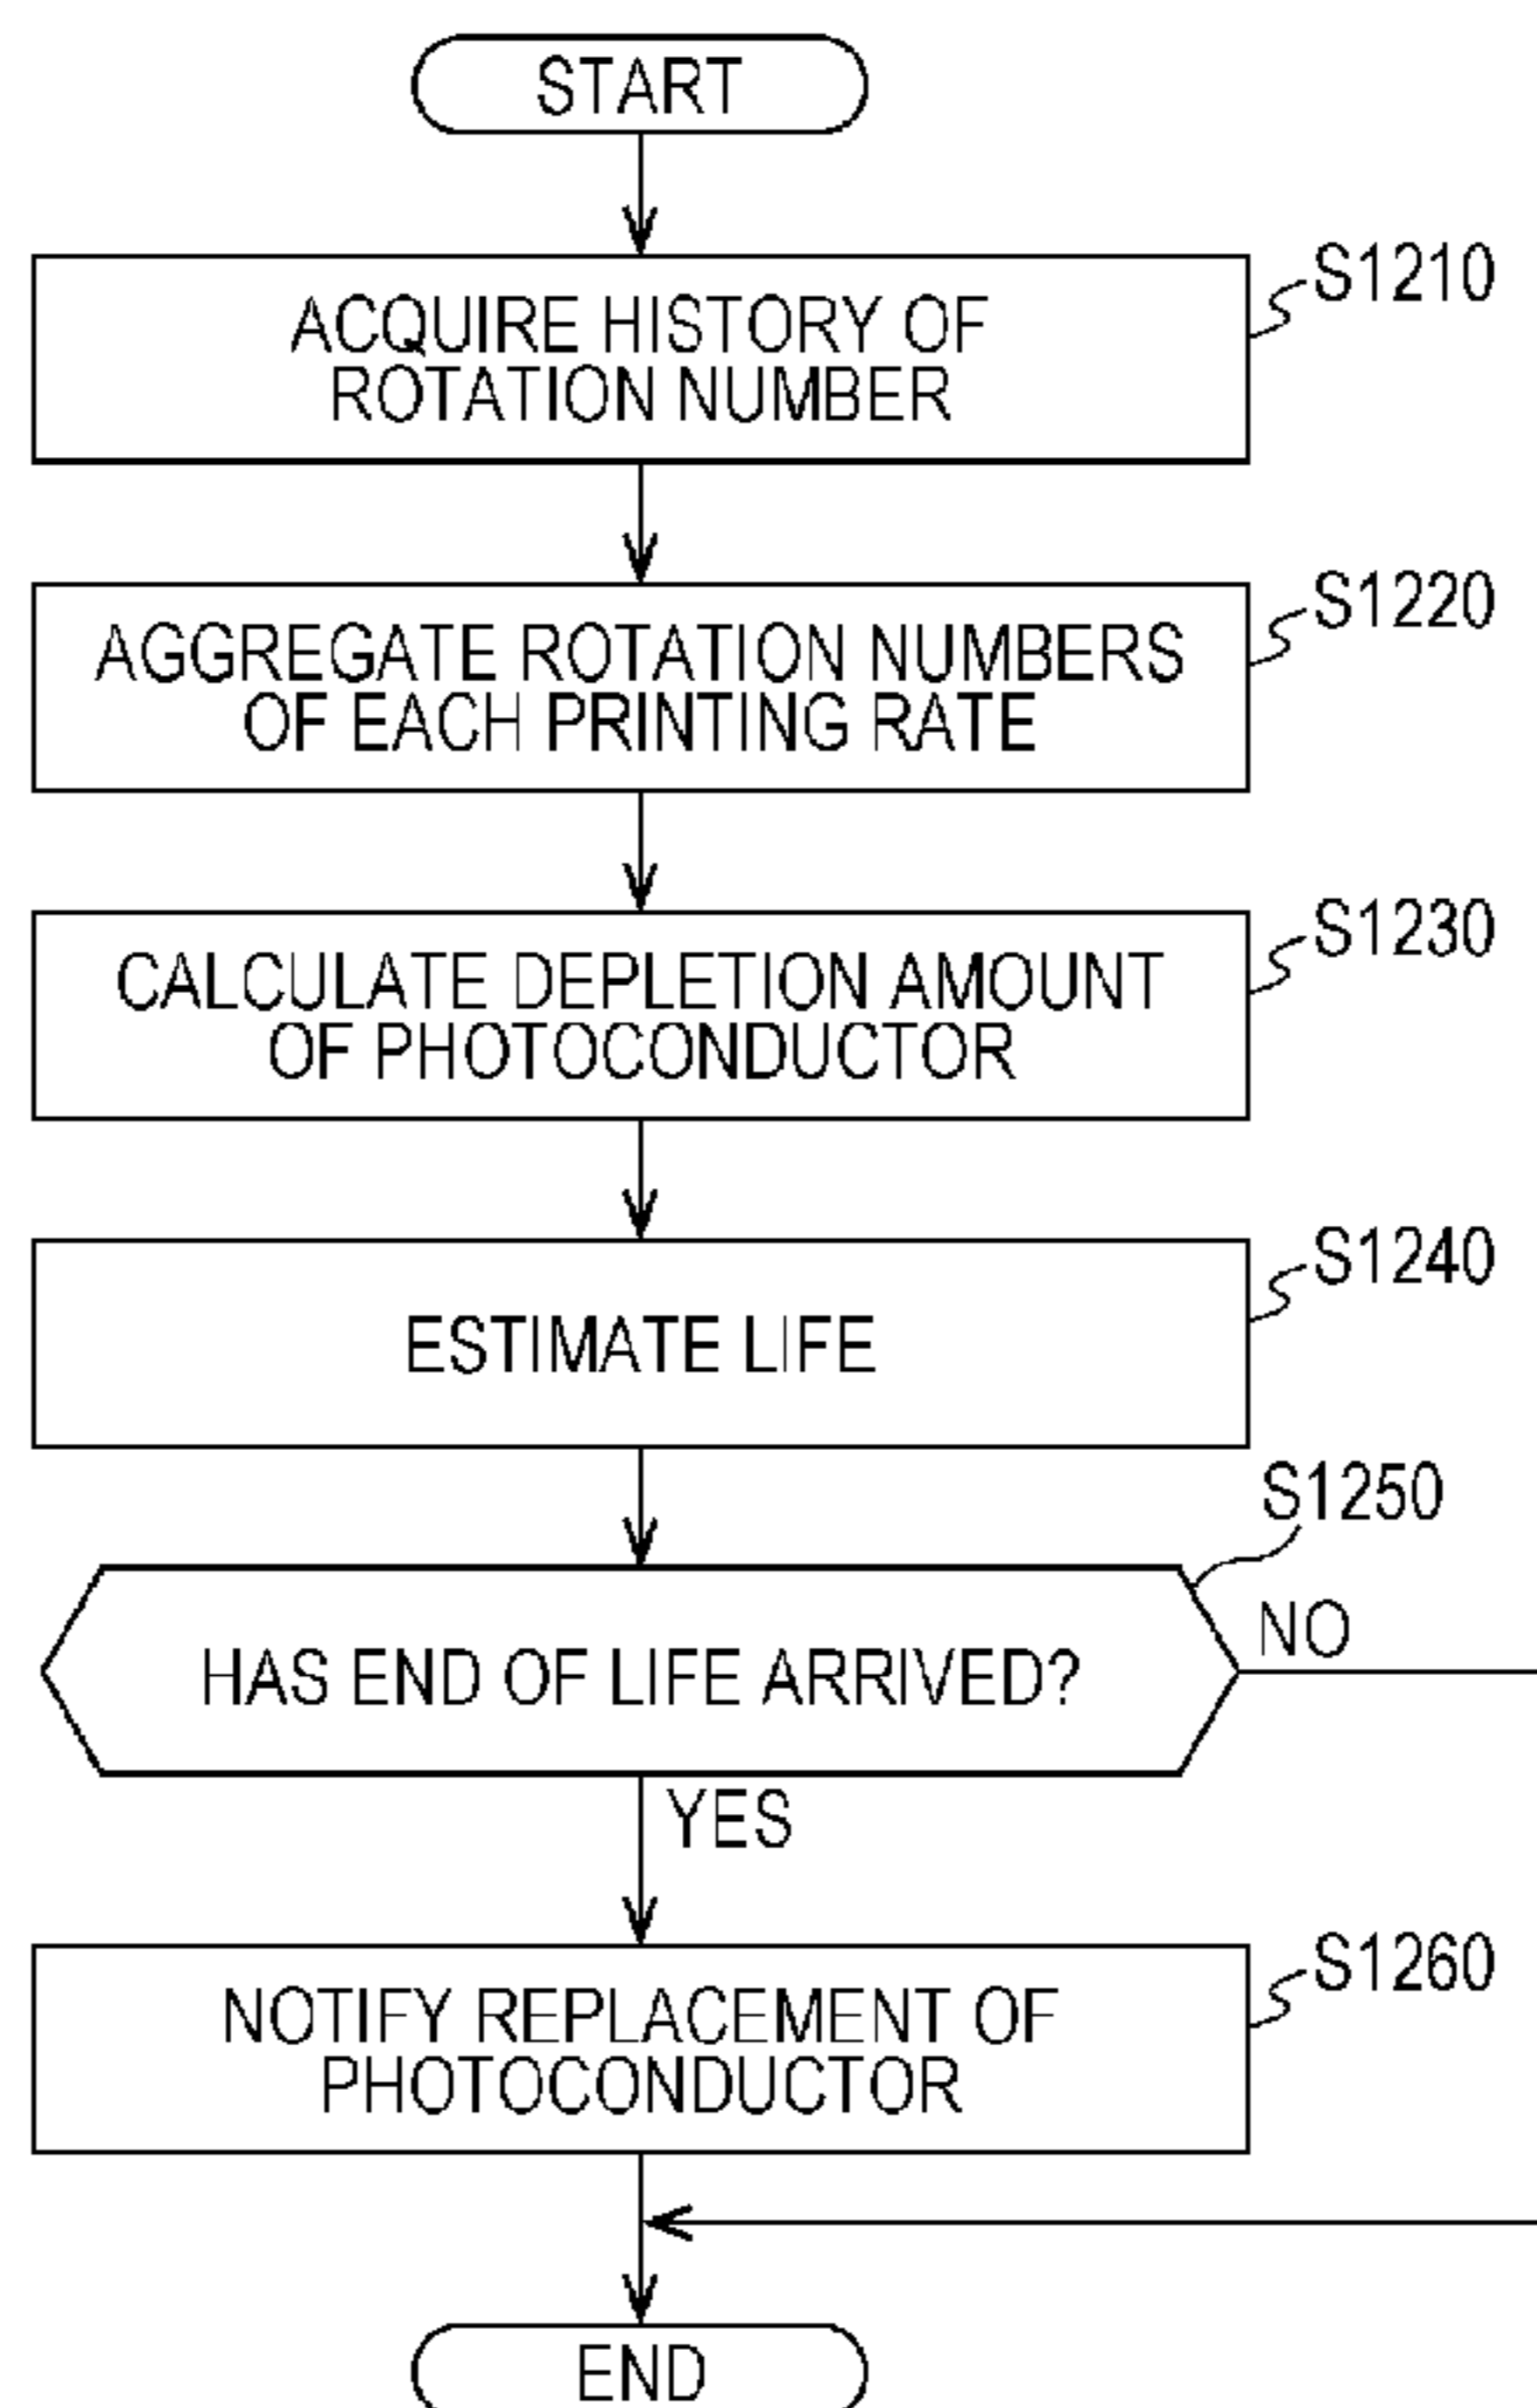 START
S1210
ACQUIRE HISTORY OF
ROTATION NUMBER
S1220
AGGREGATE ROTATION NUMBERS
OF EACH PRINTING RATE
S1230
CALCULATE DEPLETION AMOUNT
OF PHOTOCONDUCTOR
S1240
ESTIMATE LIFE
S1250
HAS END OF LIFE ARRIVED?
NO
YES
S1260
NOTIFY REPLACEMENT OF
PHOTOCONDUCTOR
END